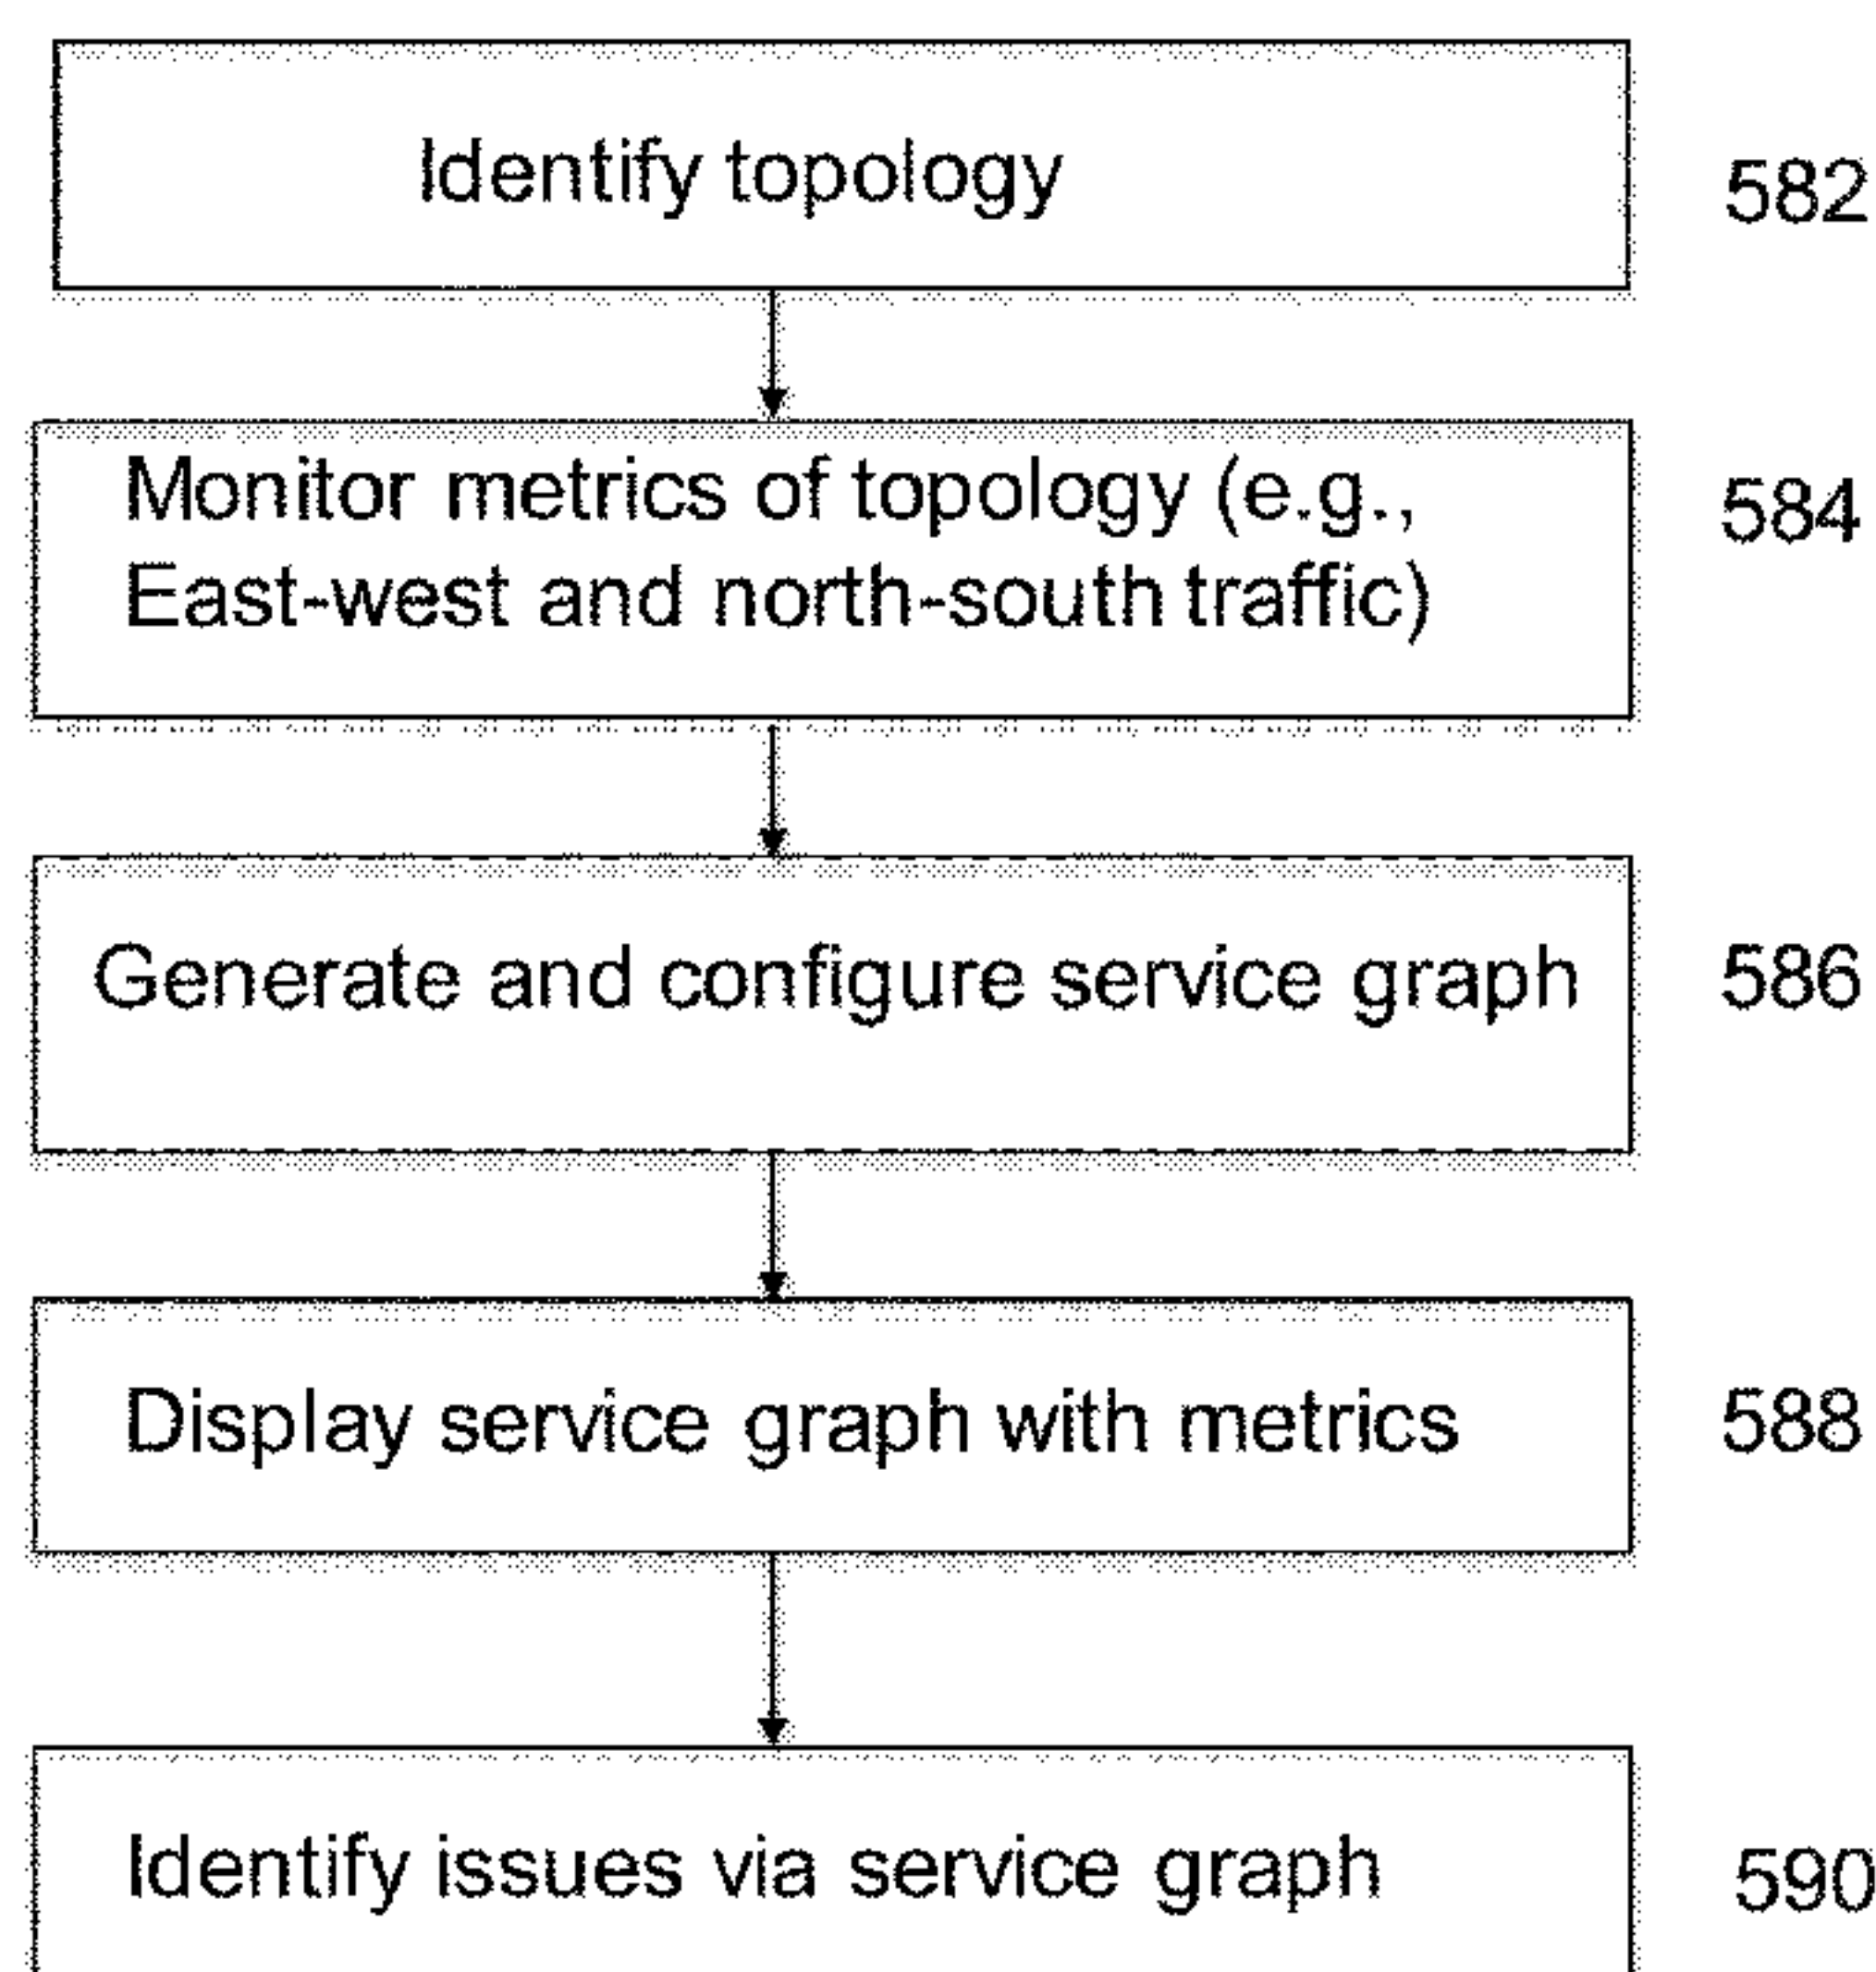 Identify topology
582
Monitor metrics of topology (e.g.,
East-west and north-south traffic)
584
Generate and configure service graph
586
Display service graph with metrics
588
Identify issues via service graph
590